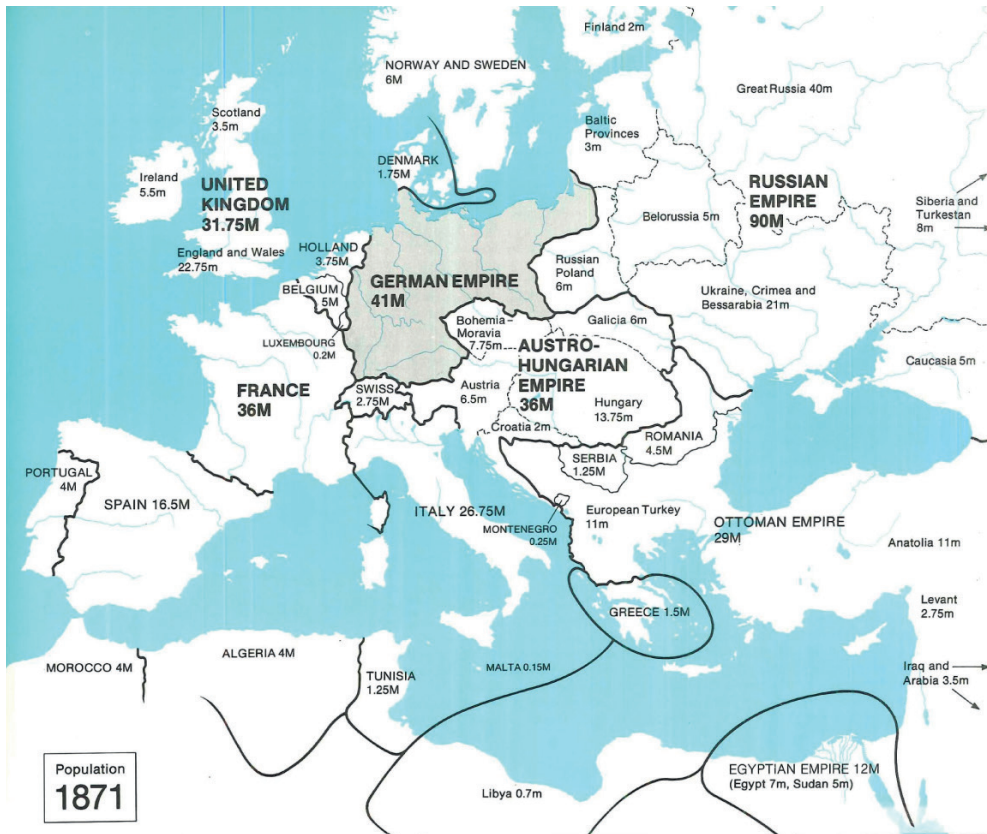 Finland 2m
NORWAY AND SWEDEN
6M
Great Russia 40m
Scotland
3.5m
Baltic
Provinces
3m
DENMARK
1.75M
Ireland
5.5m
UNITED
KINGDOM
31.75M
RUSSIAN
EMPIRE
90M
Siberia and
Turkestan
8m
Belorussia 5m
England and Wales
22.75m
HOLLAND
3.75M
GERMAN EMPIRE
41M
Russian
Poland
6m
BELGIUM
5M
Ukraine, Crimea and
Bessarabia 21m
LUXEMBOURG
0.2M
Bohemia–
Moravia
7.75m
Galicia 6m
AUSTRO-
HUNGARIAN
EMPIRE
36M
Caucasia 5m
FRANCE
36M
SWISS
2.75M
Austria
6.5m
Hungary
13.75m
Croatia 2m
ROMANIA
4.5M
SERBIA
1.25M
PORTUGAL
4M
SPAIN 16.5M
ITALY 26.75M
MONTENEGRO
0.25M
European Turkey
11m
OTTOMAN EMPIRE
29M
Anatolia 11m
GREECE 1.5M
Levant
2.75m
MOROCCO 4M
ALGERIA 4M
TUNISIA
1.25M
MALTA 0.15M
Iraq and
Arabia 3.5m
Population
1871
Libya 0.7m
EGYPTIAN EMPIRE 12M
(Egypt 7m, Sudan 5m)